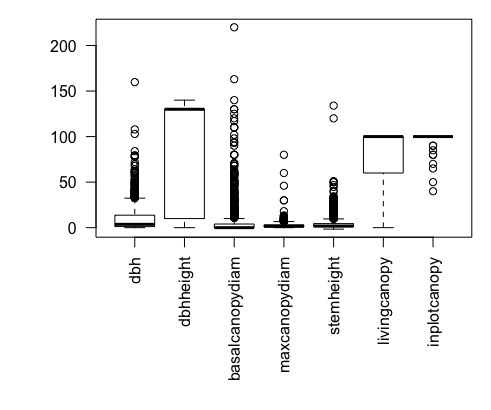 200
150
100
50
0
dbh
dbhheight
basalcanopydiam
maxcanopydiam
stemheight
livingcanopy
inplotcanopy